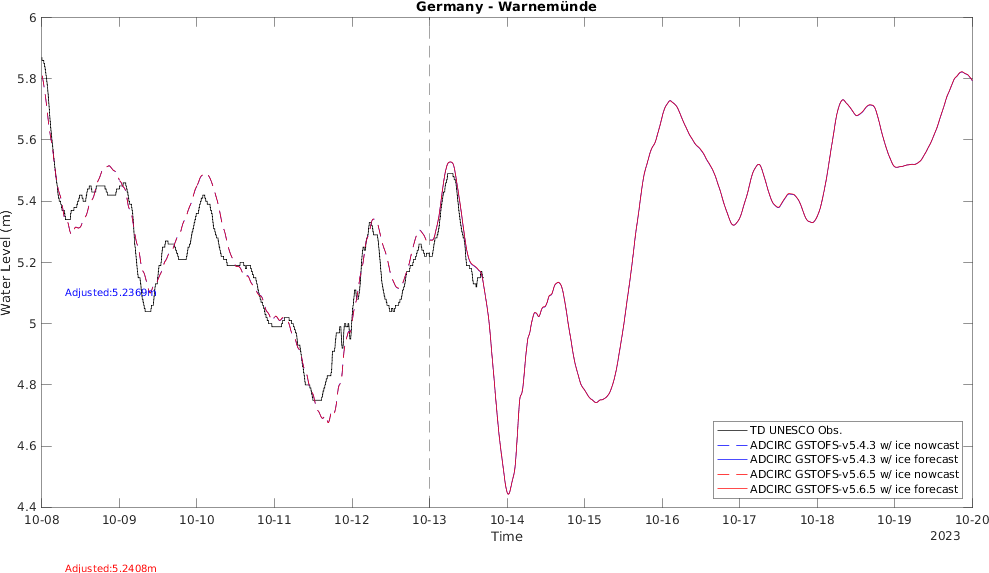 Germany - Warnemünde
6
5.8
5.6
5.4
5.2
5
4.8
4.6
4.4
Water Level (m)
Adjusted:5.2369m
TD UNESCO Obs.
ADCIRC GSTOFS-v5.4.3 w/ ice nowcast
ADCIRC GSTOFS-v5.4.3 w/ ice forecast
ADCIRC GSTOFS-v5.6.5 w/ ice nowcast
ADCIRC GSTOFS-v5.6.5 w/ ice forecast
10-08 10-09 10-10 10-11 10-12 10-13 10-14 10-15 10-16 10-17 10-18 10-19 10-20
Time
2023
Adjusted:5.2408m